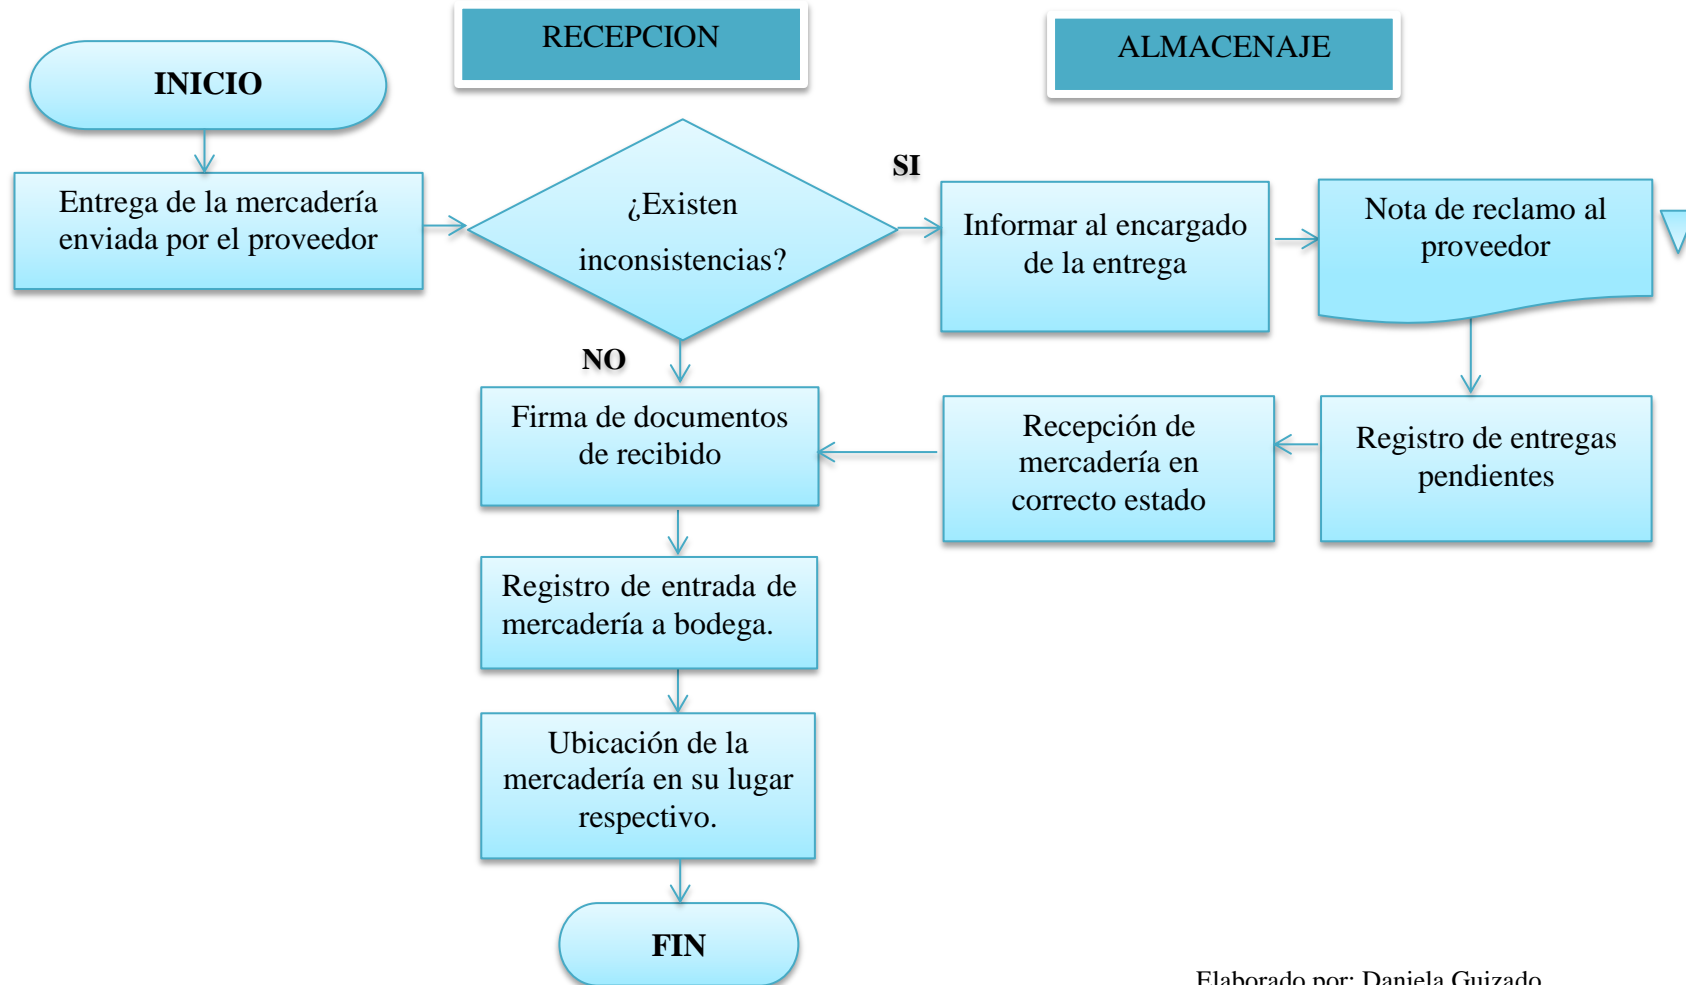 RECEPCION
ALMACENAJE
INICIO
Entrega de la mercadería
enviada por el proveedor
¿Existen
inconsistencias?
SI
Informar al encargado
de la entrega
Nota de reclamo al
proveedor
NO
Firma de documentos
de recibido
Recepción de
mercadería en
correcto estado
Registro de entregas
pendientes
Registro de entrada de
mercadería a bodega.
Ubicación de la
mercadería en su lugar
respectivo.
FIN
Elaborado por: Daniela Guizado